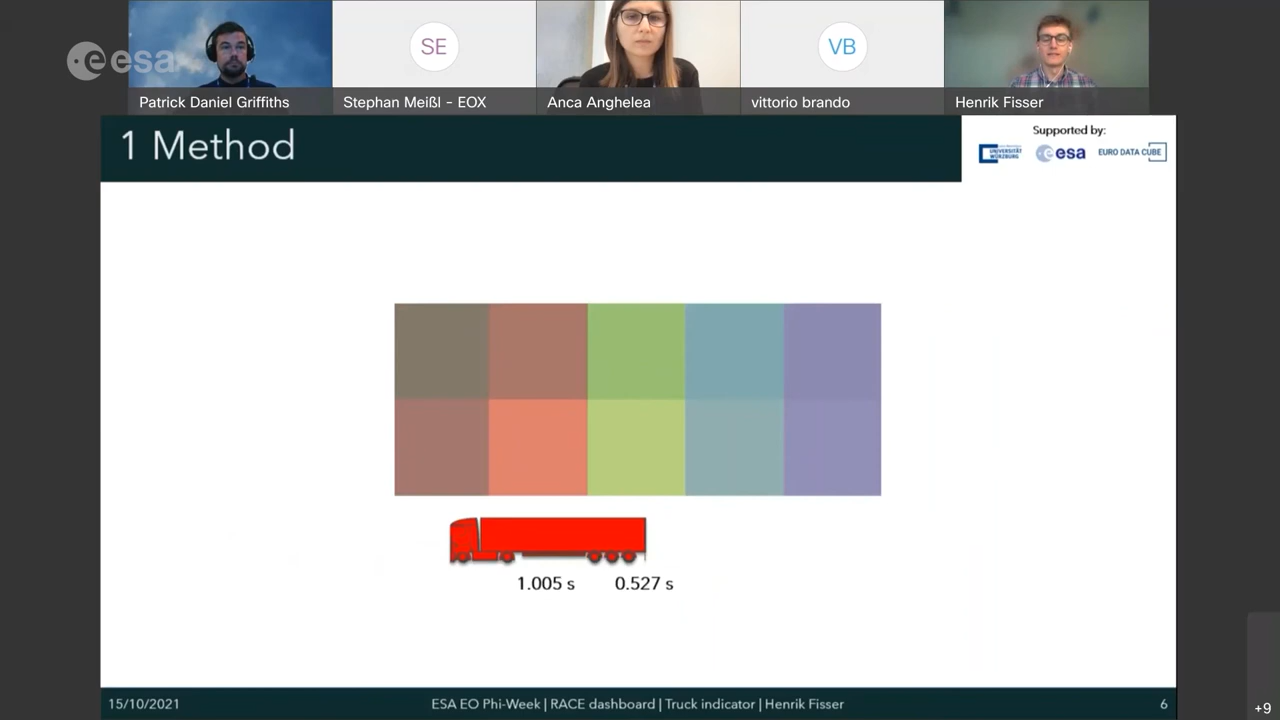 esa
SE
VB
Patrick Daniel Griffiths
Stephan Meißl - EOX
Anca Anghelea
vittorio brando
Henrik Fisser
1 Method
Supported by:
UNIVERSITÄT
WÜRZBURG
esa
EURO DATA CUBE
1.005 s
0.527 s
15/10/2021
ESA EO Phi-Week | RACE dashboard | Truck indicator | Henrik Fisser
6
+9